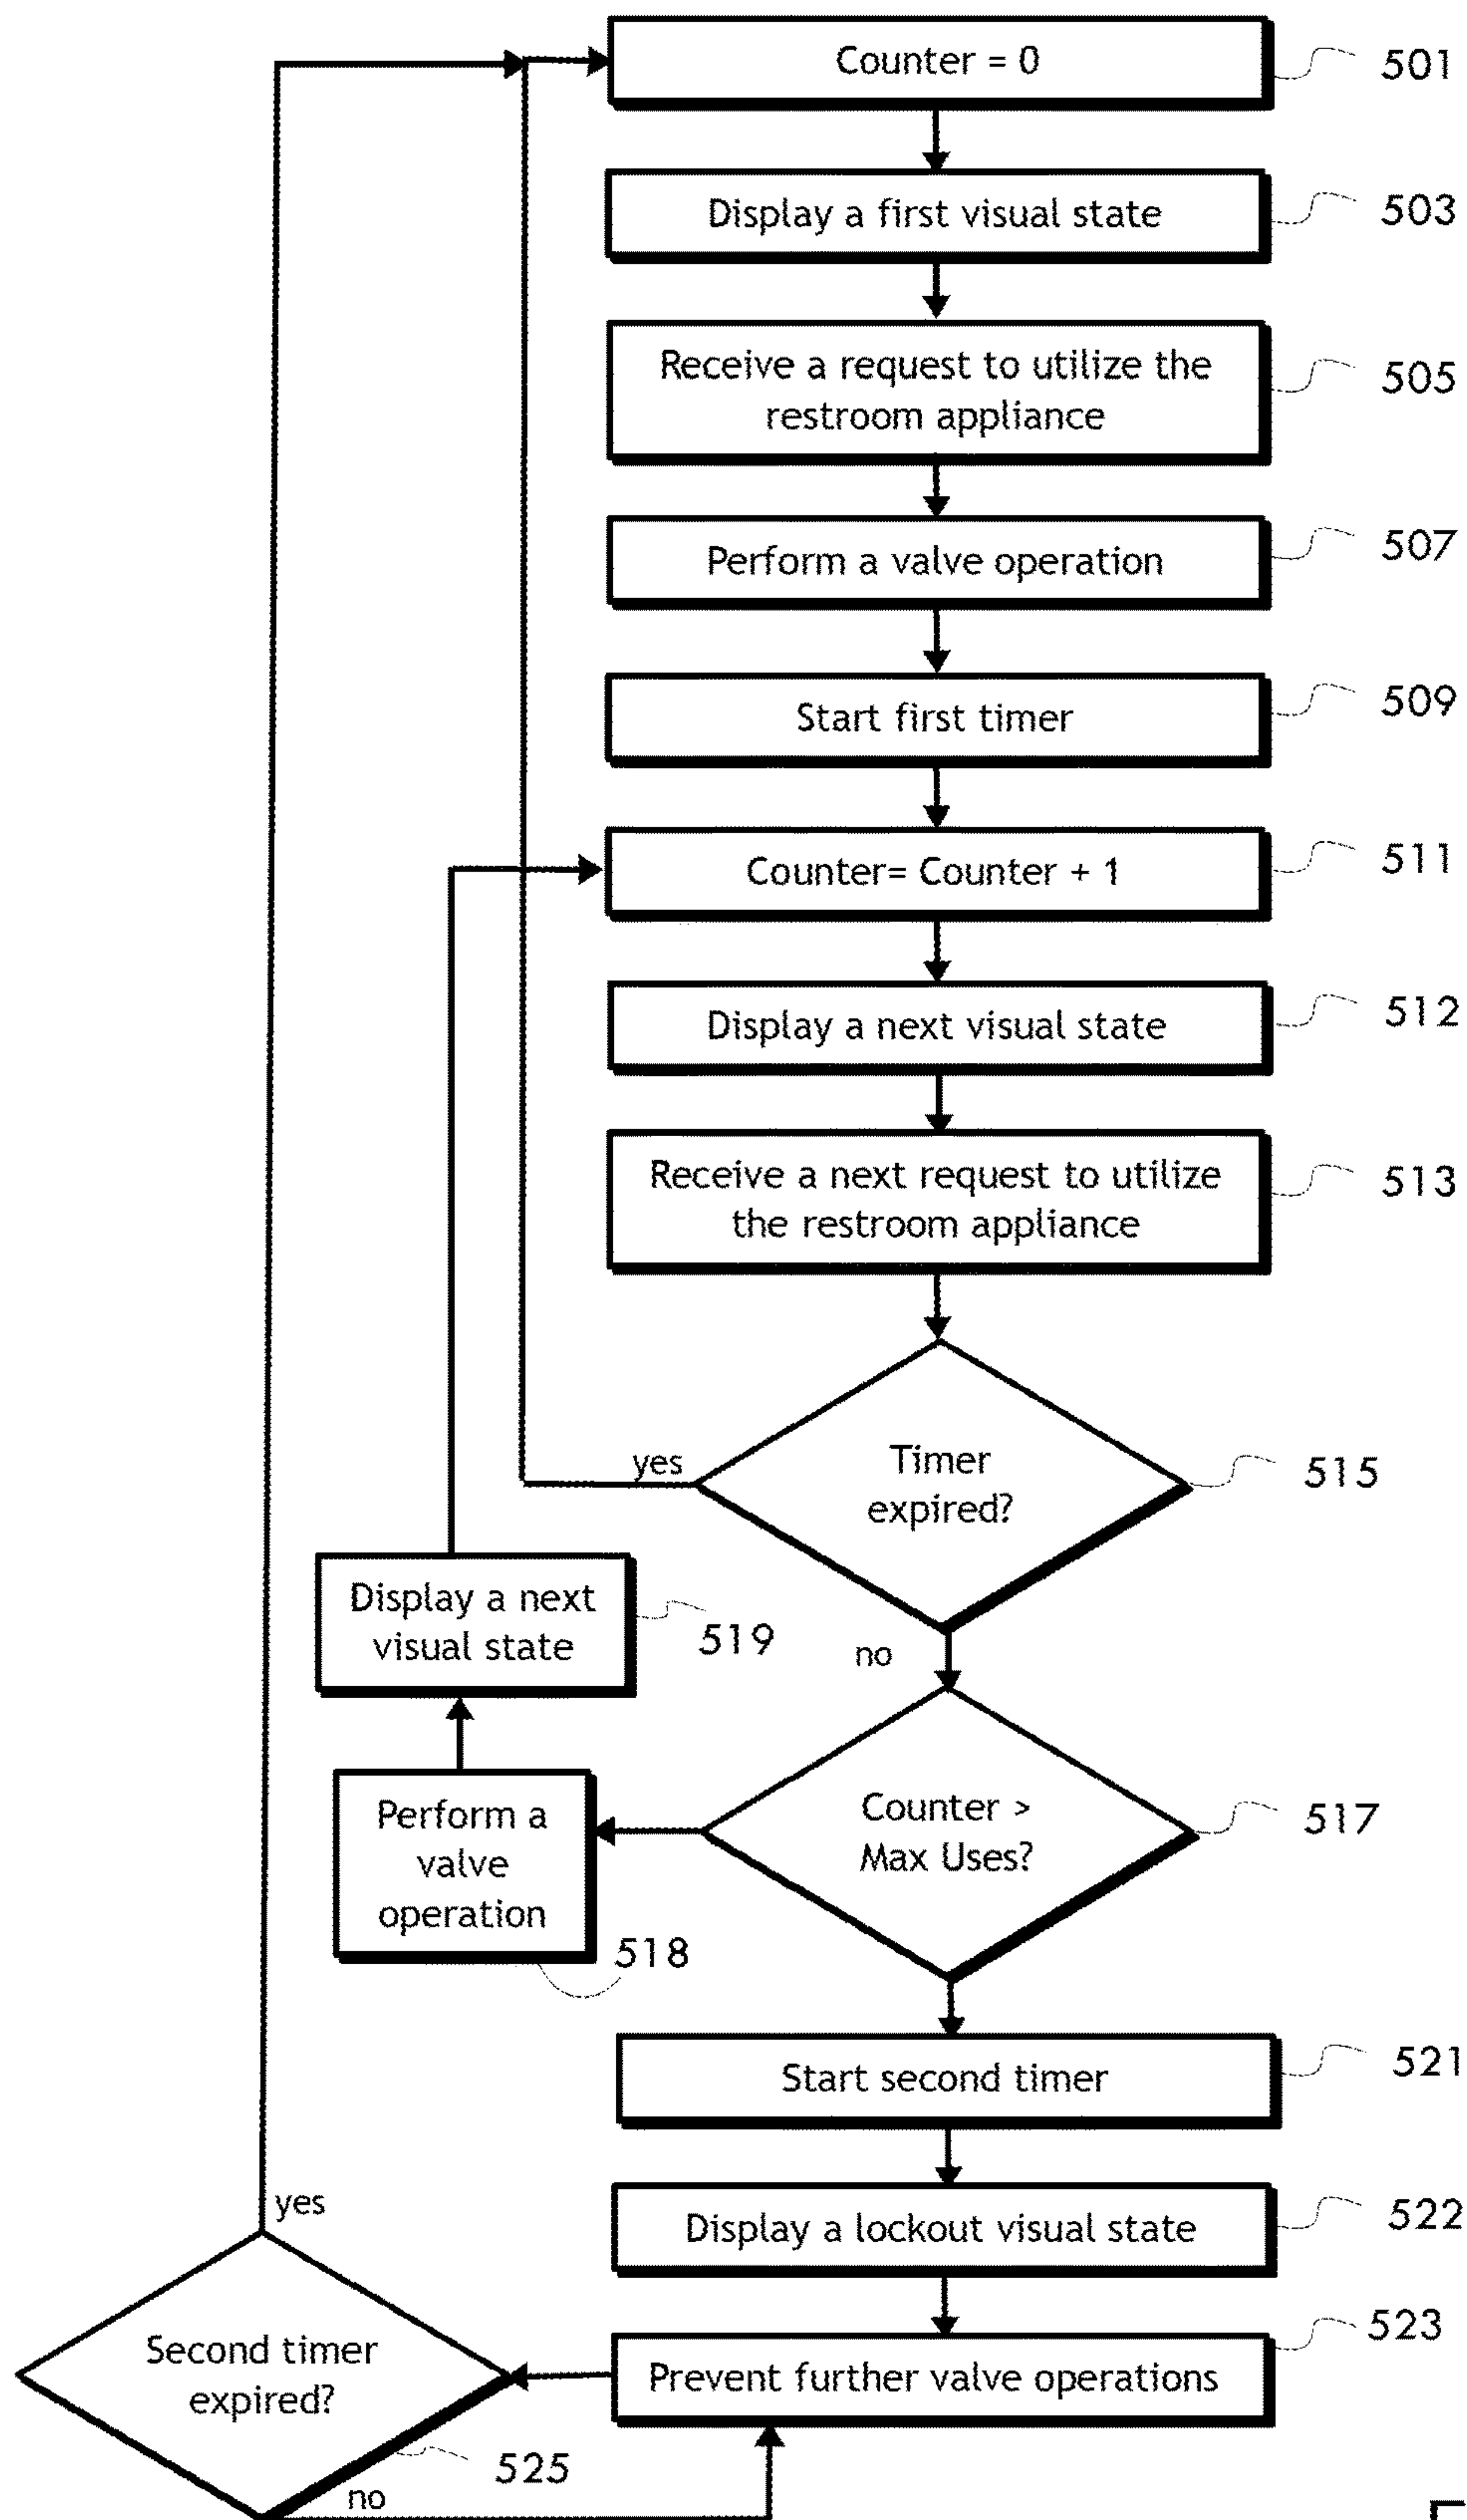 Counter = 0
501
Display a first visual state
503
Receive a request to utilize the
restroom appliance
505
Perform a valve operation
507
Start first timer
509
Counter= Counter + 1
511
Display a next visual state
512
Receive a next request to utilize
the restroom appliance
513
Timer
expired?
515
yes
no
Display a next
visual state
519
Counter >
Max Uses?
517
Perform a
valve
operation
518
Start second timer
521
Display a lockout visual state
522
Prevent further valve operations
523
yes
Second timer
expired?
525
no